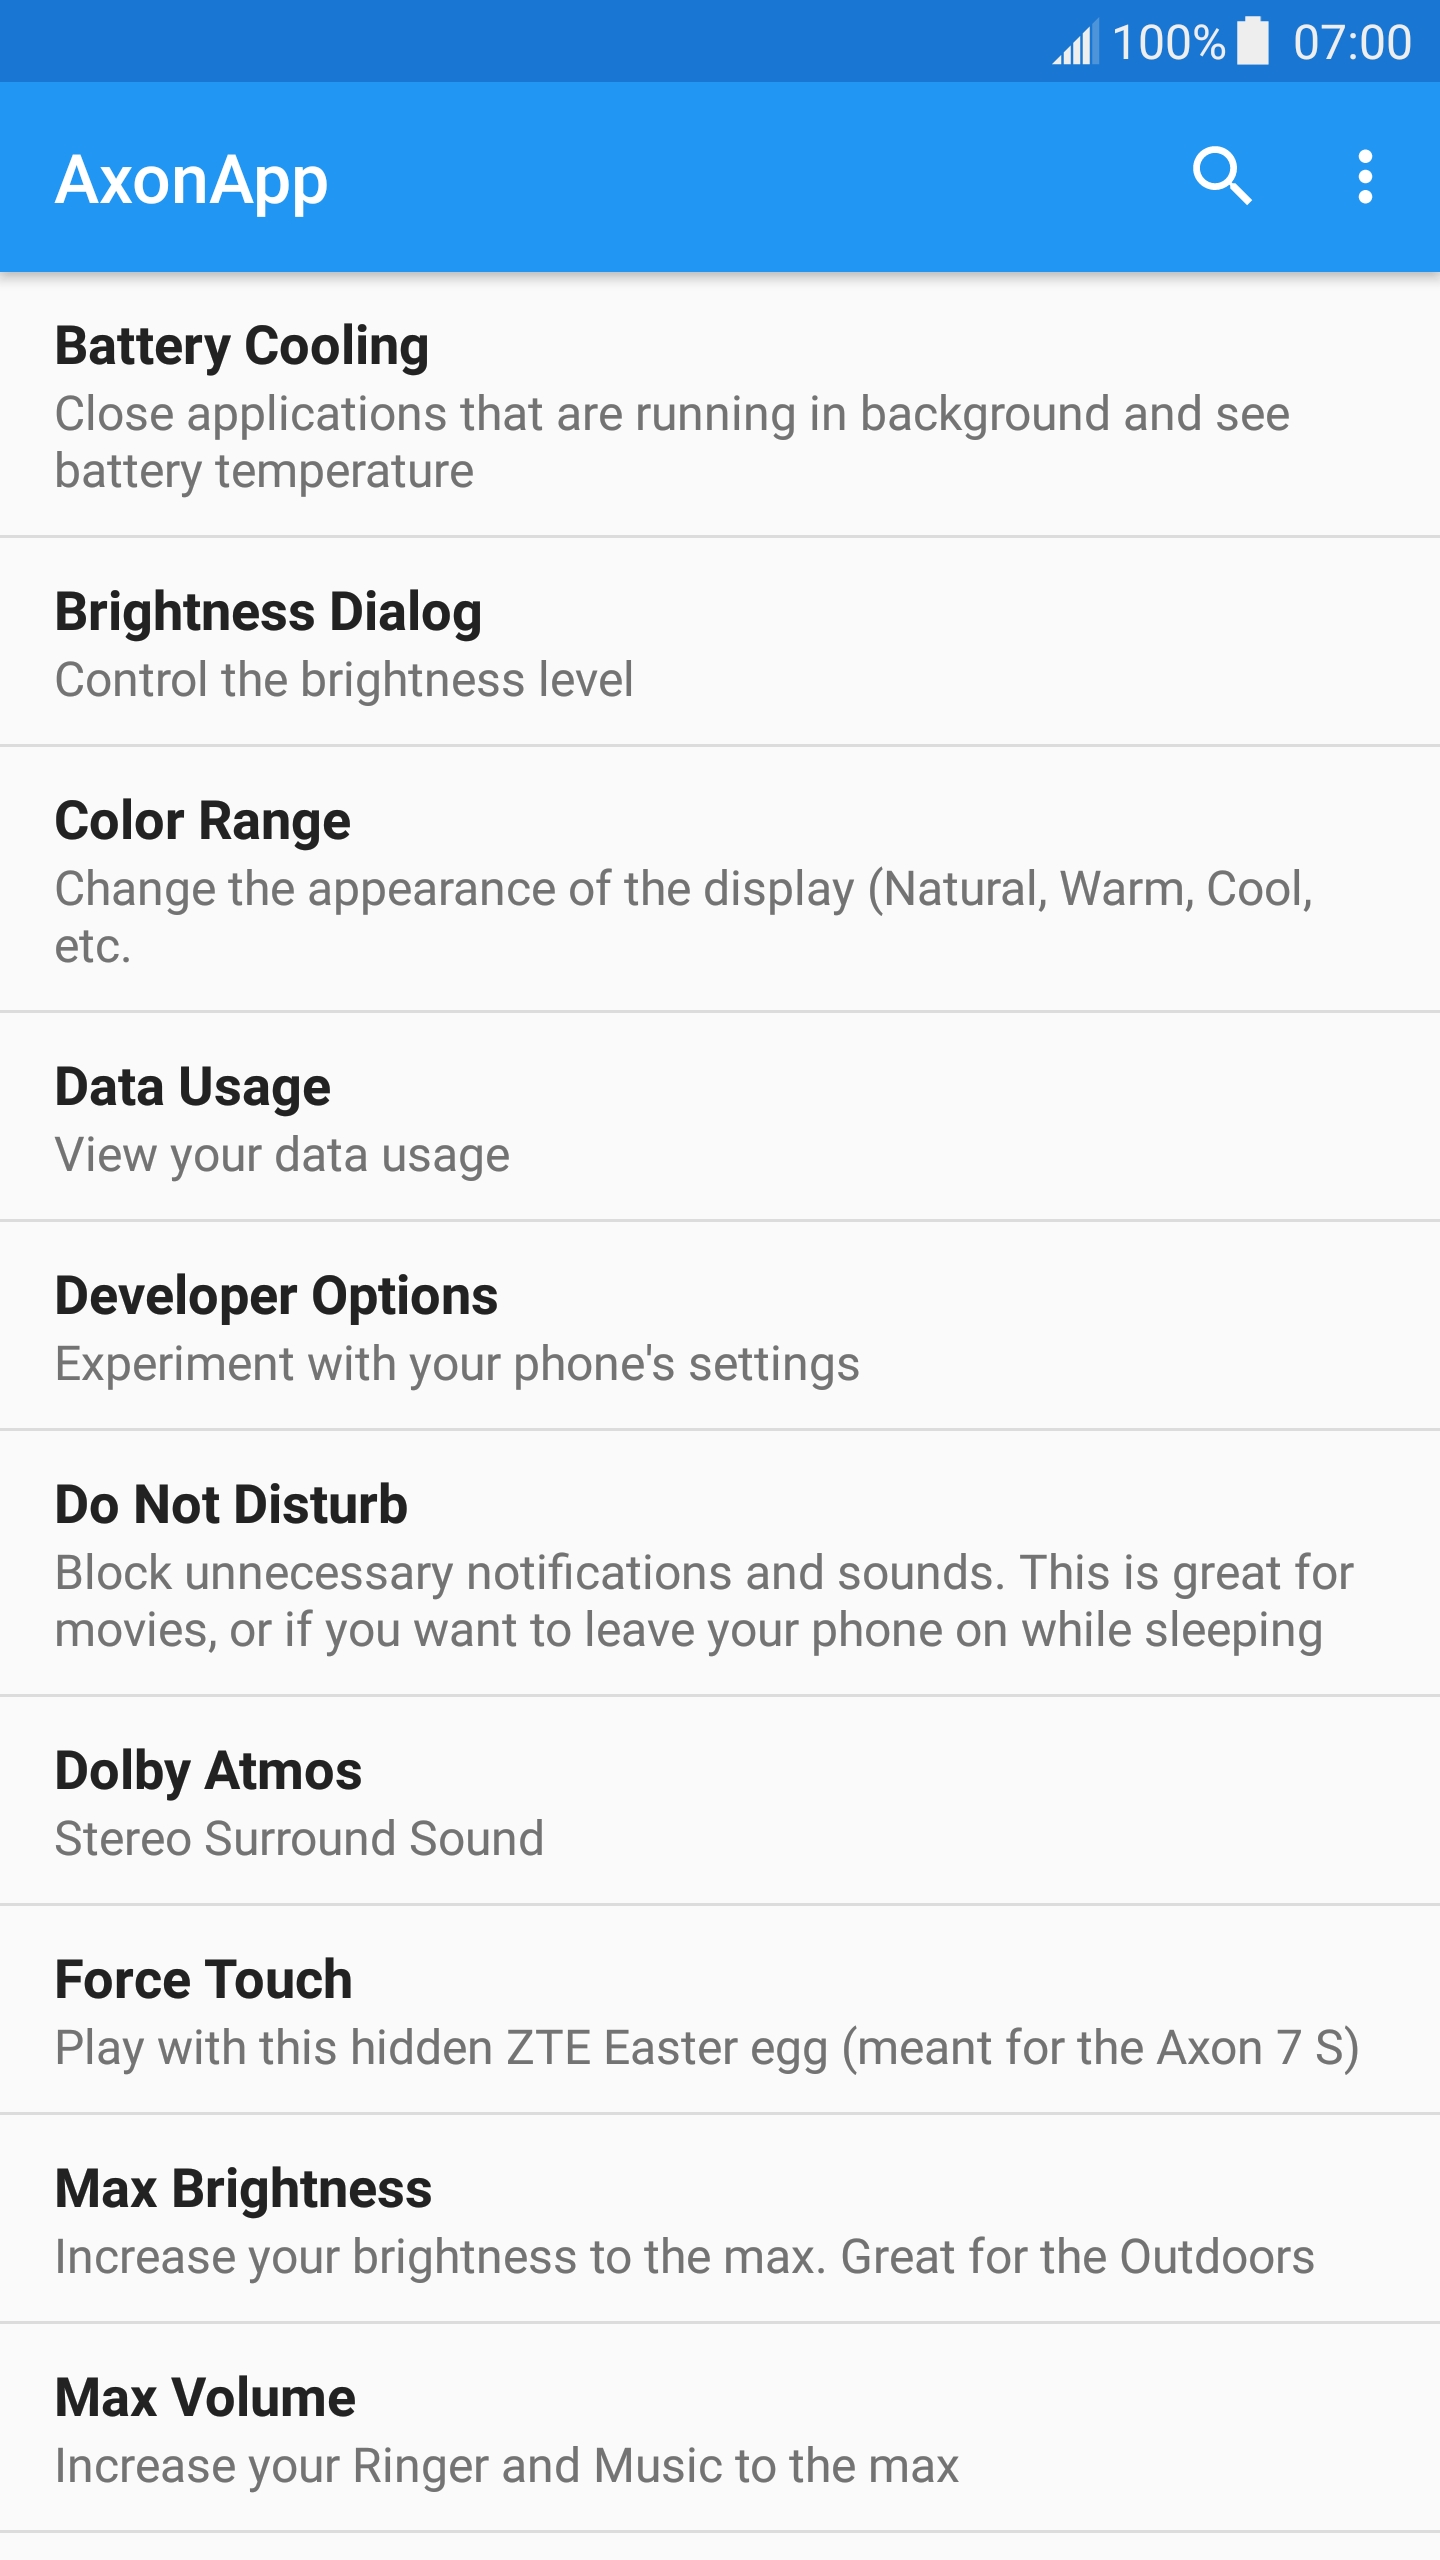 100% 07:00
AxonApp
Battery Cooling
Close applications that are running in background and see
battery temperature
Brightness Dialog
Control the brightness level
Color Range
Change the appearance of the display (Natural, Warm, Cool,
etc.
Data Usage
View your data usage
Developer Options
Experiment with your phone's settings
Do Not Disturb
Block unnecessary notifications and sounds. This is great for
movies, or if you want to leave your phone on while sleeping
Dolby Atmos
Stereo Surround Sound
Force Touch
Play with this hidden ZTE Easter egg (meant for the Axon 7 S)
Max Brightness
Increase your brightness to the max. Great for the Outdoors
Max Volume
Increase your Ringer and Music to the max